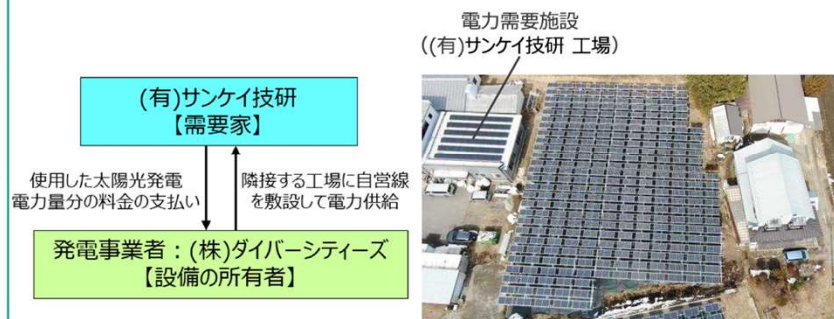 電力需要施設
((有)サンケイ技研 工場)
(有)サンケイ技研
【需要家】
使用した太陽光発電
電力量分の料金の支払い
隣接する工場に自営線
を敷設して電力供給
発電事業者：(株)ダイバーシティーズ
【設備の所有者】